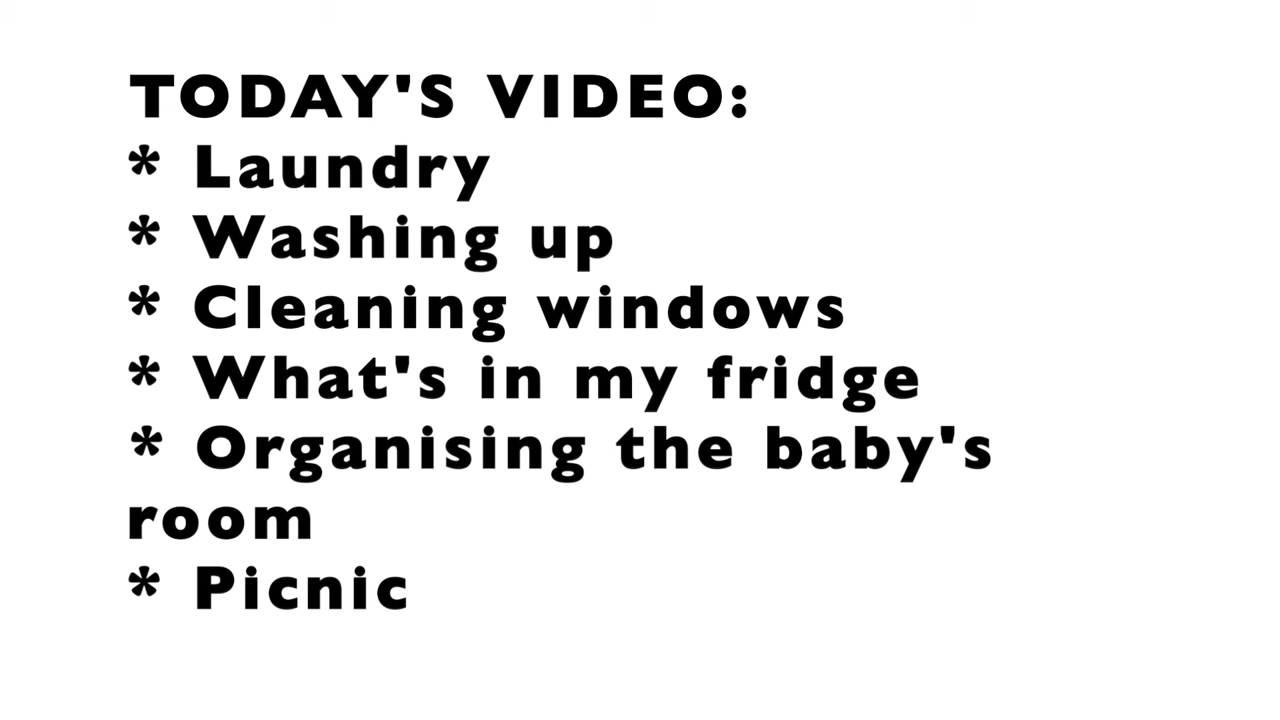 TODAY'S VIDEO:
* Laundry
* Washing up
* Cleaning windows
* What's in my fridge
* Organising the baby's
room
* Picnic